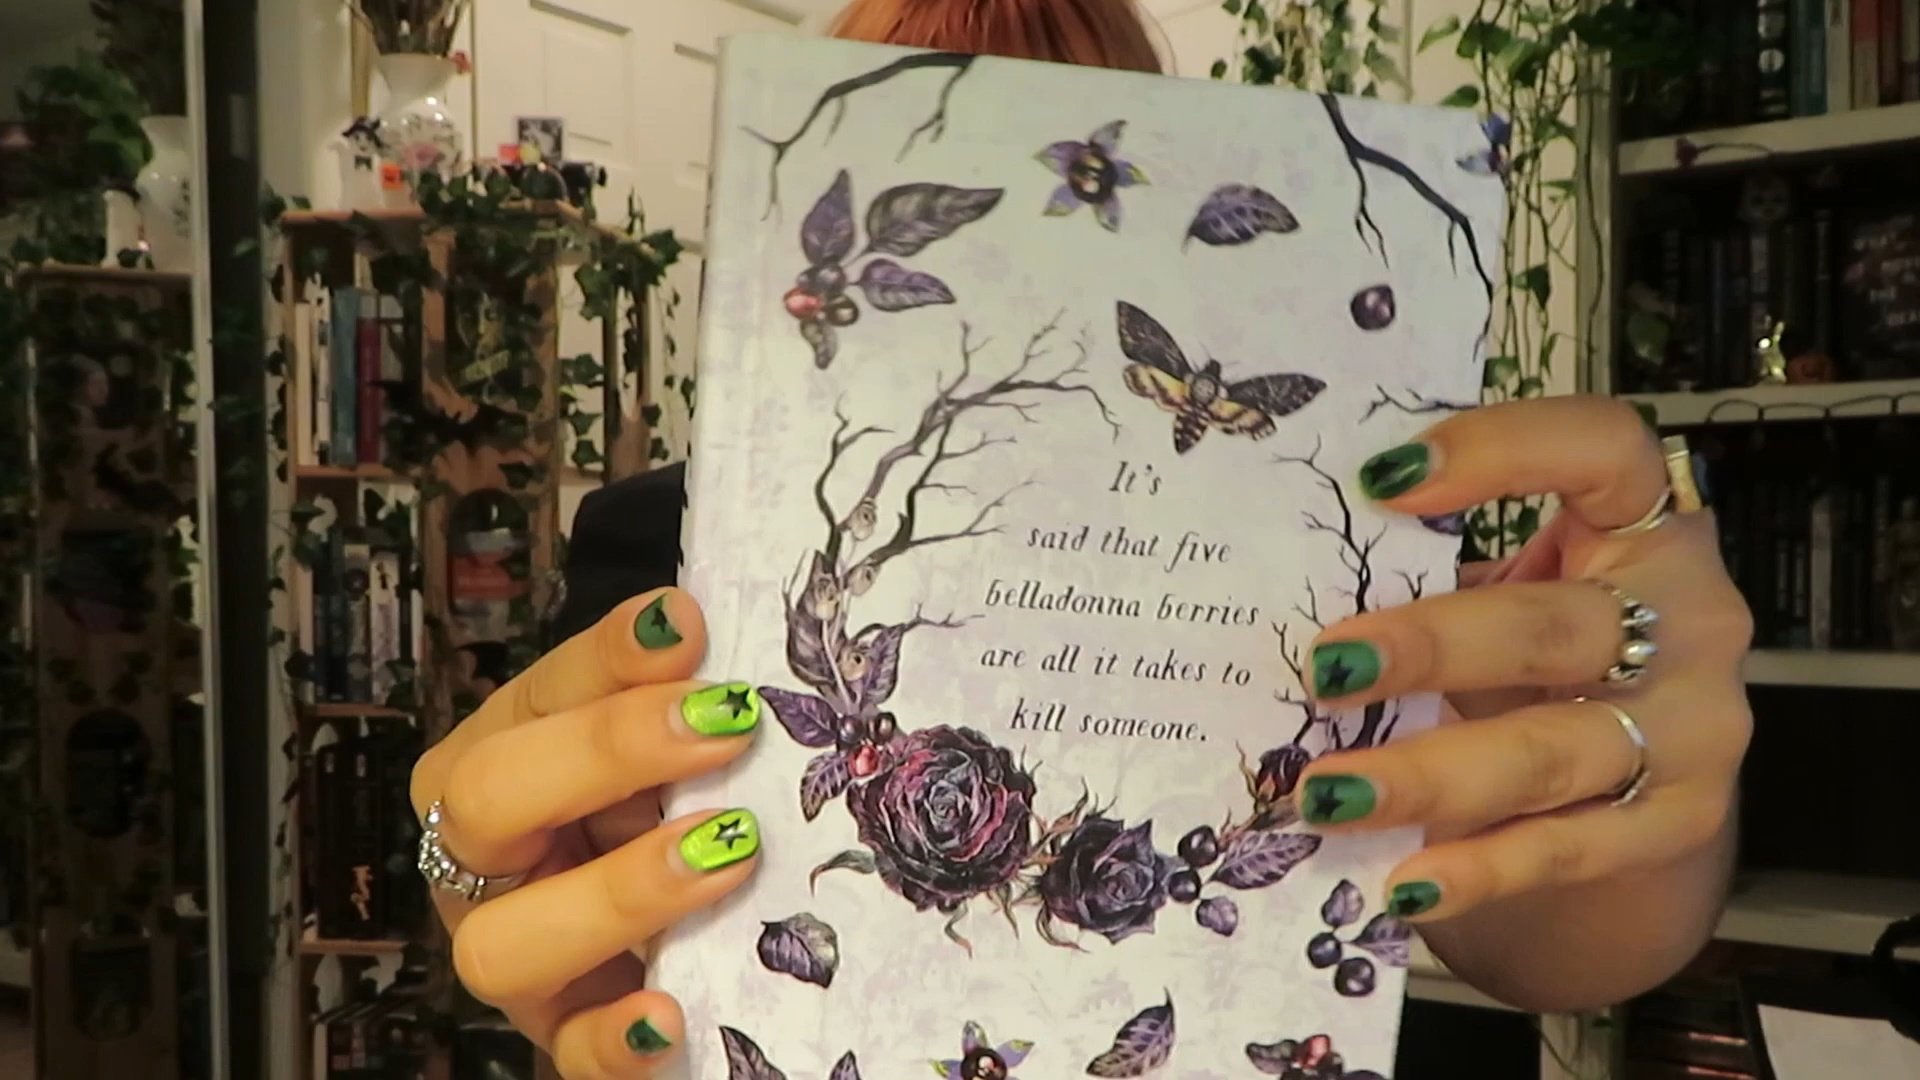 It's
said that five
belladonna berries
are all it takes to
kill someone.